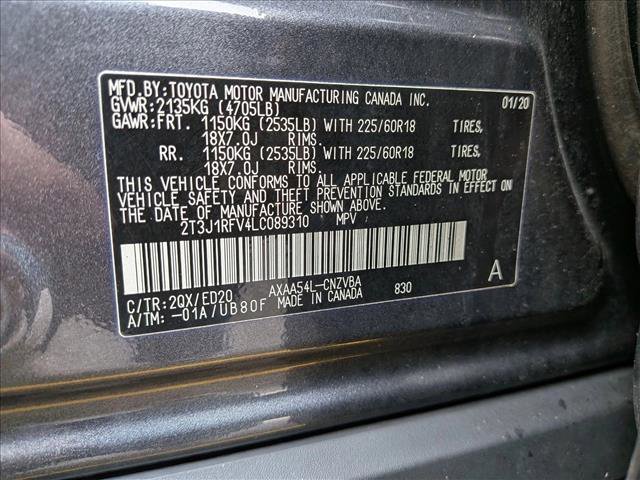 MFD.BY:TOYOTA MOTOR MANUFACTURING CANADA INC. 01/20
GVWR:2135KG (4705LB)
GAWR:FRT. 1150KG (2535LB) WITH 225/60R18 TIRES,
18X7.0J RIMS.
RR. 1150KG (2535LB) WITH 225/60R18 TIRES,
18X7.0J RIMS.
THIS VEHICLE CONFORMS TO ALL APPLICABLE FEDERAL MOTOR
VEHICLE SAFETY AND THEFT PREVENTION STANDARDS IN EFFECT ON
THE DATE OF MANUFACTURE SHOWN ABOVE.
2T3J1RFV4LC089310 MPV
A
C/TR:2QX/ED20 AXAA54L-CNZVBA 830
A/TM:-01A/UB80F MADE IN CANADA